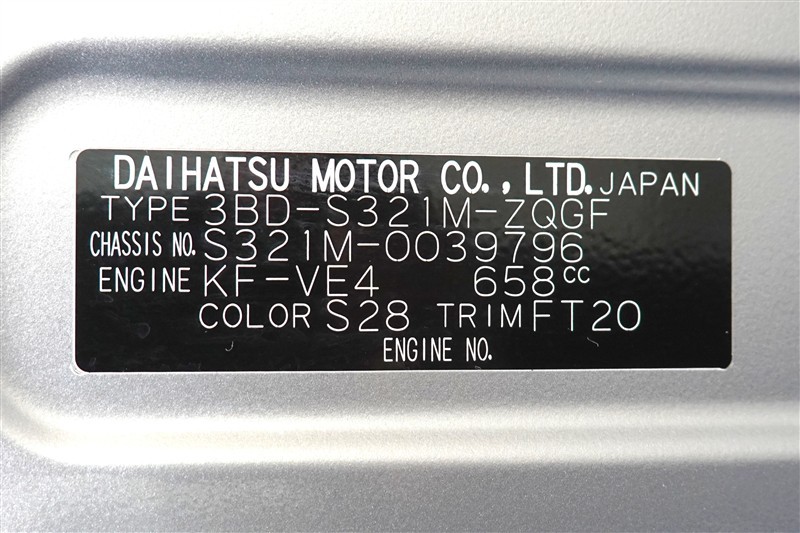 DAIHATSU MOTOR CO.,LTD. JAPAN
TYPE 3BD-S321M-ZQGF
CHASSIS NO. S321M-0039796
ENGINE KF-VE4 658cc
COLOR S28 TRIM FT20
ENGINE NO.